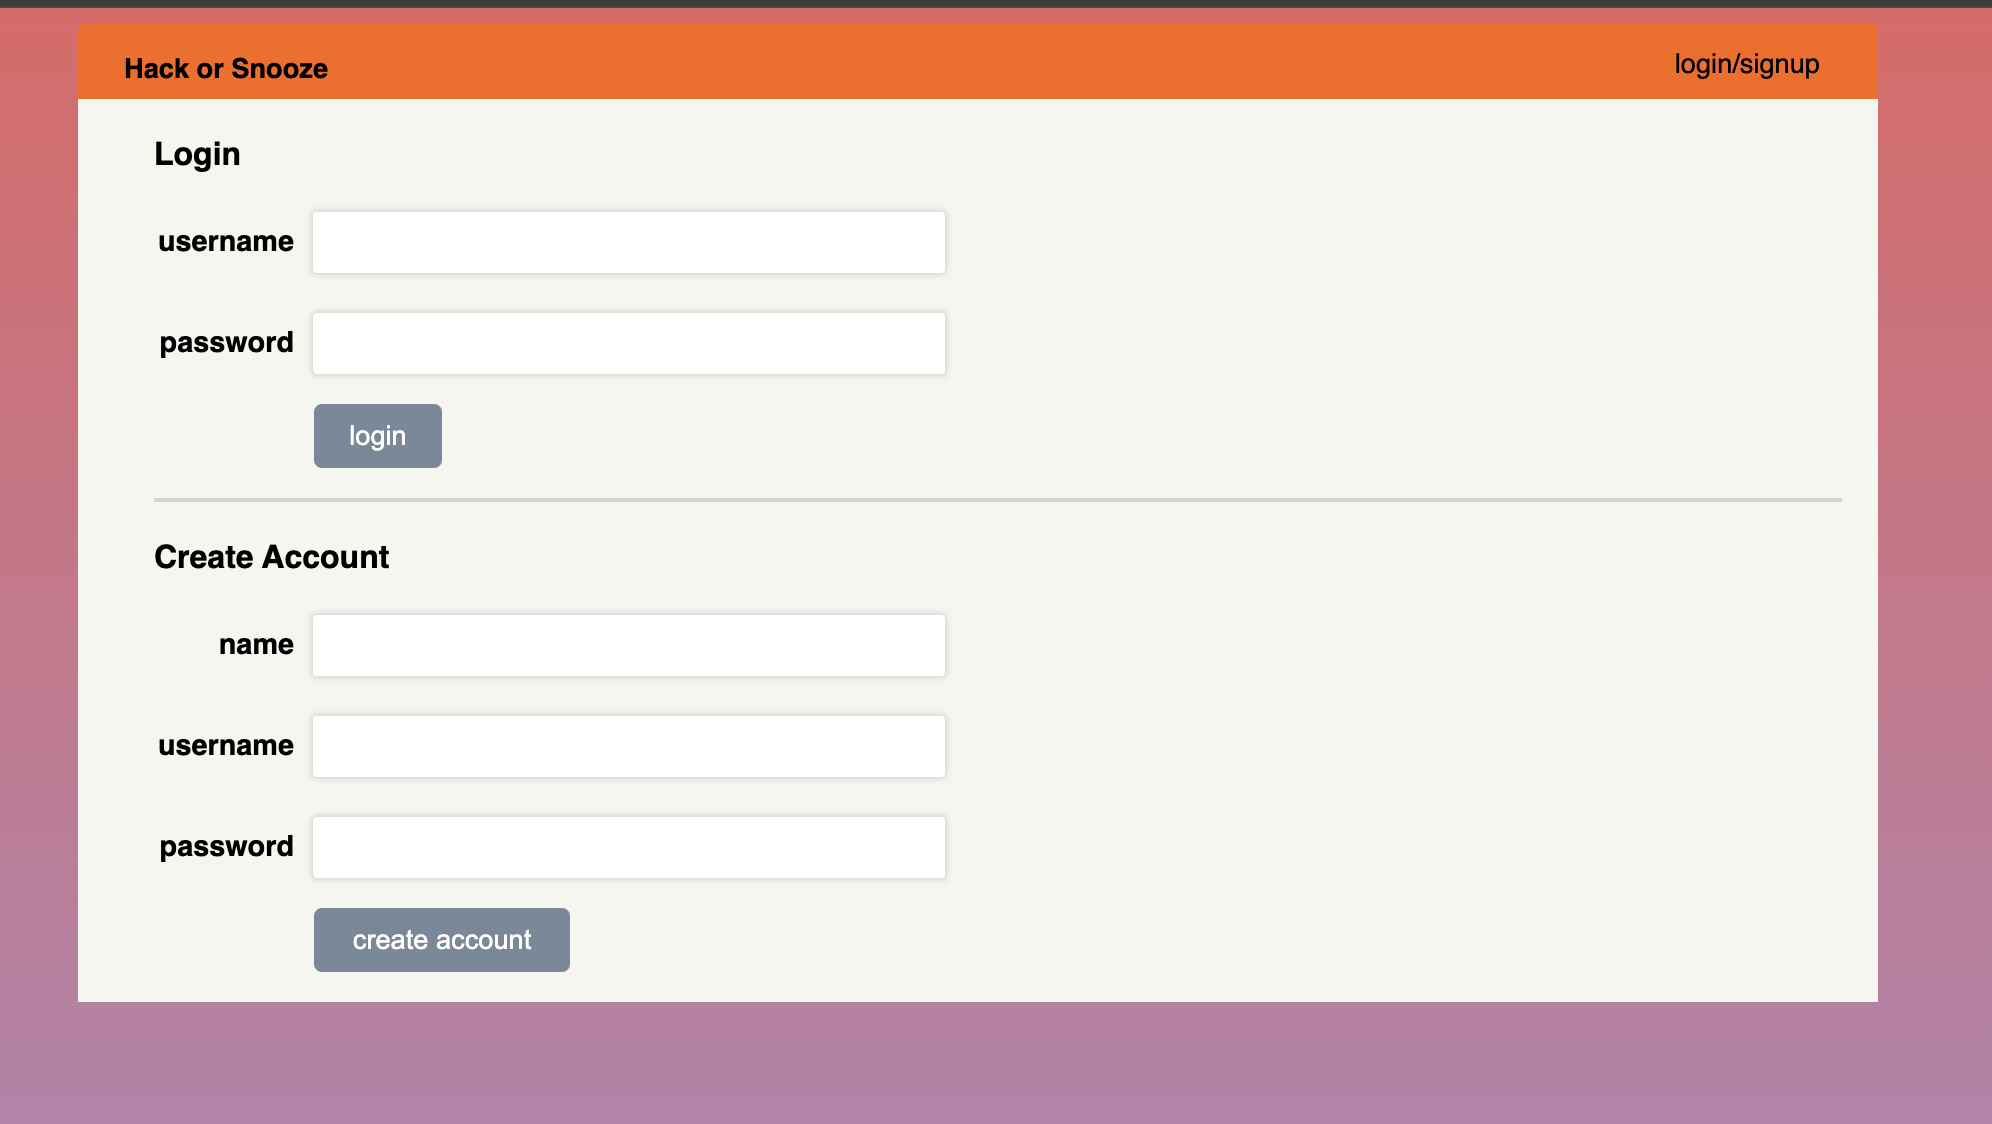 Hack or Snooze
login/signup
Login
username
password
login
Create Account
name
username
password
create account